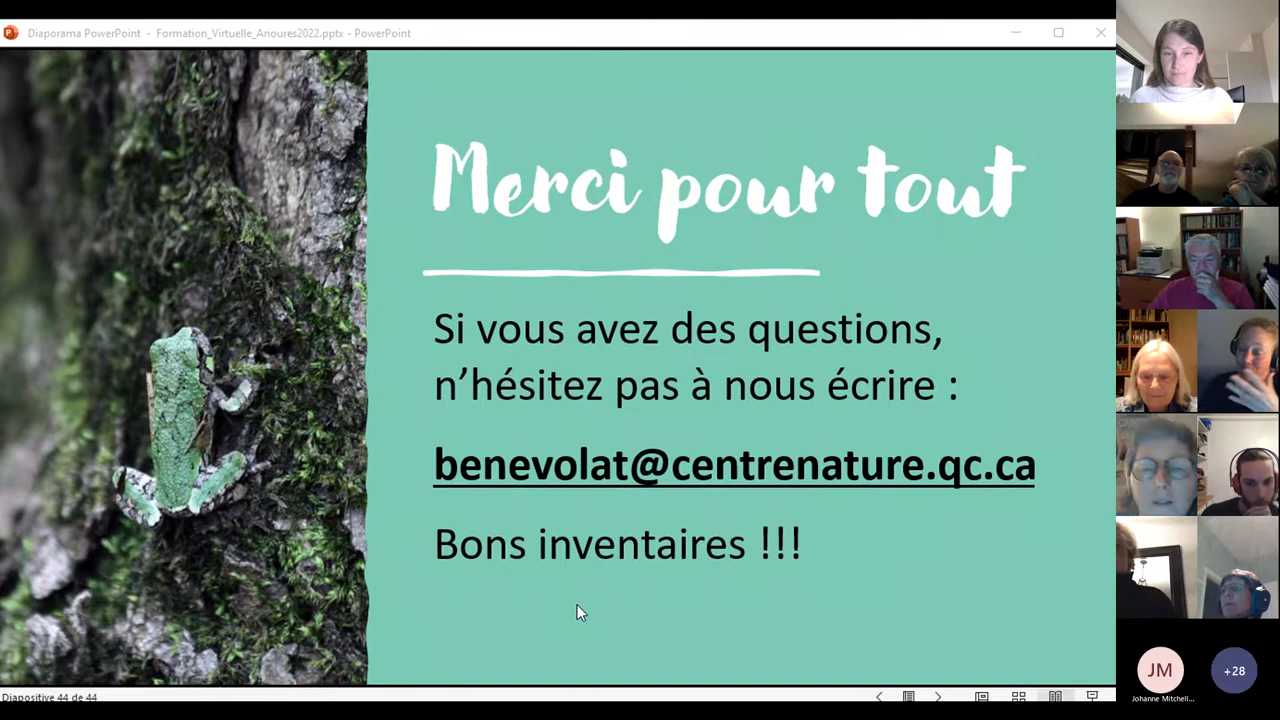 Diaporama PowerPoint - Formation_Virtuelle_Anoures2022.pptx - PowerPoint
Merci pour tout
Si vous avez des questions,
n’hésitez pas à nous écrire :
benevolat@centrenature.qc.ca
Bons inventaires !!!
JM
+28
Johanne Mitchell...
Diapositive 44 de 44